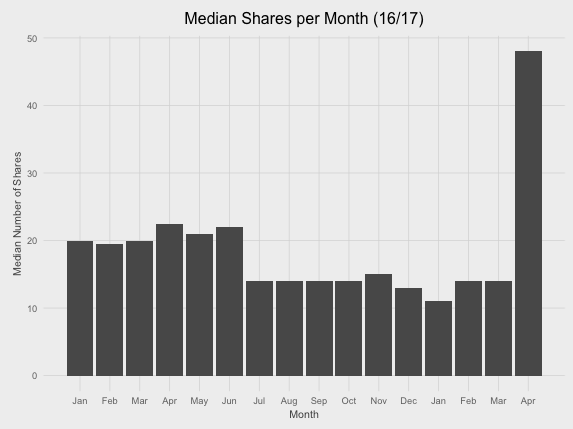 Median Shares per Month (16/17)
50
40
30
20
10
0
Median Number of Shares
Jan Feb Mar Apr May Jun Jul Aug Sep Oct Nov Dec Jan Feb Mar Apr
Month